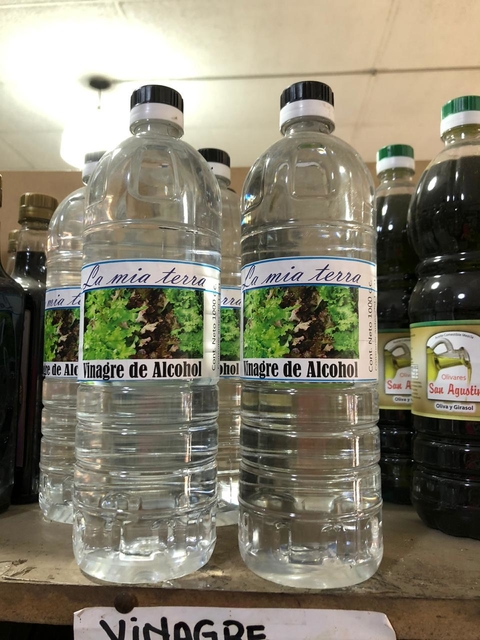 La mia terra
Vinagre de Alcohol
Cont. Neto 1000
La mia terra
Vinagre de Alcohol
Cont. Neto 1000
Olivares
San Agustin
Oliva y Girasol
VINAGRE